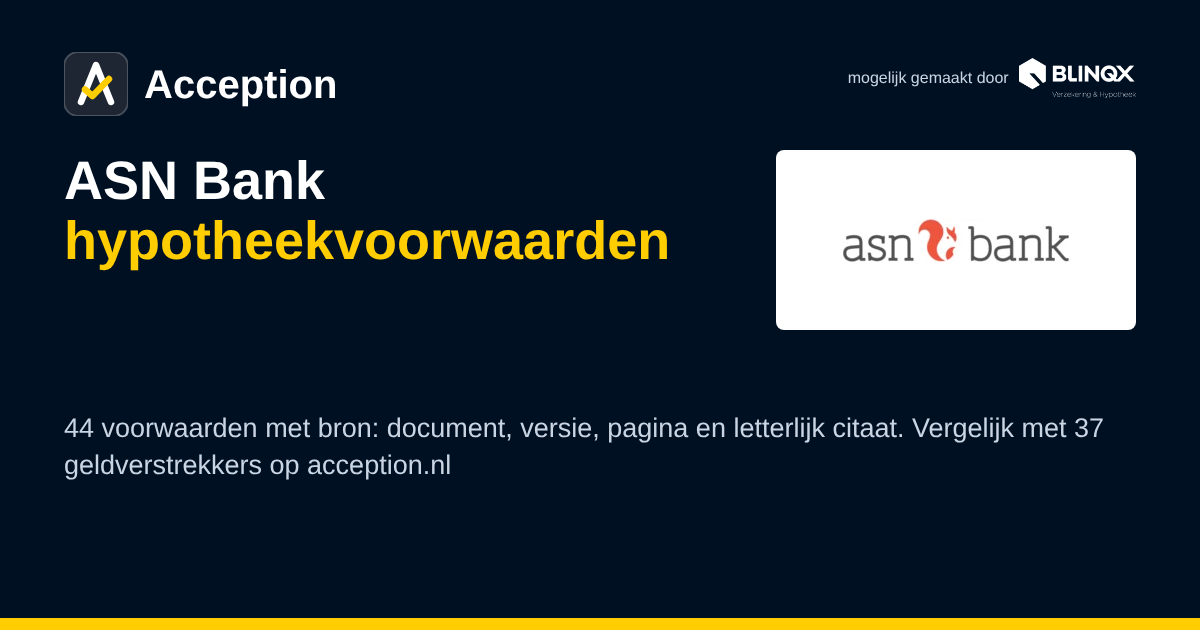 Acception
mogelijk gemaakt door
BLINQX
Verzekering & Hypotheek
ASN Bank
hypotheekvoorwaarden
asn bank
44 voorwaarden met bron: document, versie, pagina en letterlijk citaat. Vergelijk met 37
geldverstrekkers op acception.nl